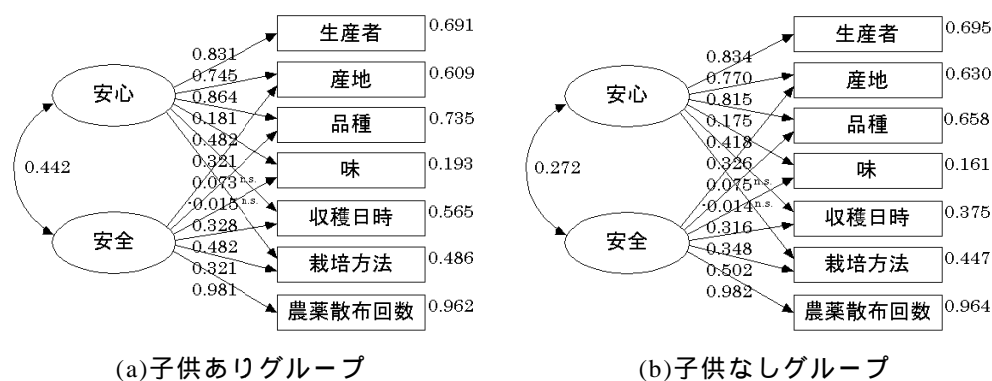 生産者 0.691
0.831
0.745
産地 0.609
安心
0.864
品種 0.735
0.181
0.482
味 0.193
0.442
0.321
0.073 n.s.
-0.015 n.s.
収穫日時 0.565
0.328
安全
0.482
栽培方法 0.486
0.321
0.981
農薬散布回数 0.962
(a)子供ありグループ
生産者 0.695
0.834
0.770
産地 0.630
安心
0.815
品種 0.658
0.175
0.418
味 0.161
0.272
0.326
0.075 n.s.
-0.014 n.s.
収穫日時 0.375
0.316
安全
0.348
栽培方法 0.447
0.502
0.982
農薬散布回数 0.964
(b)子供なしグループ